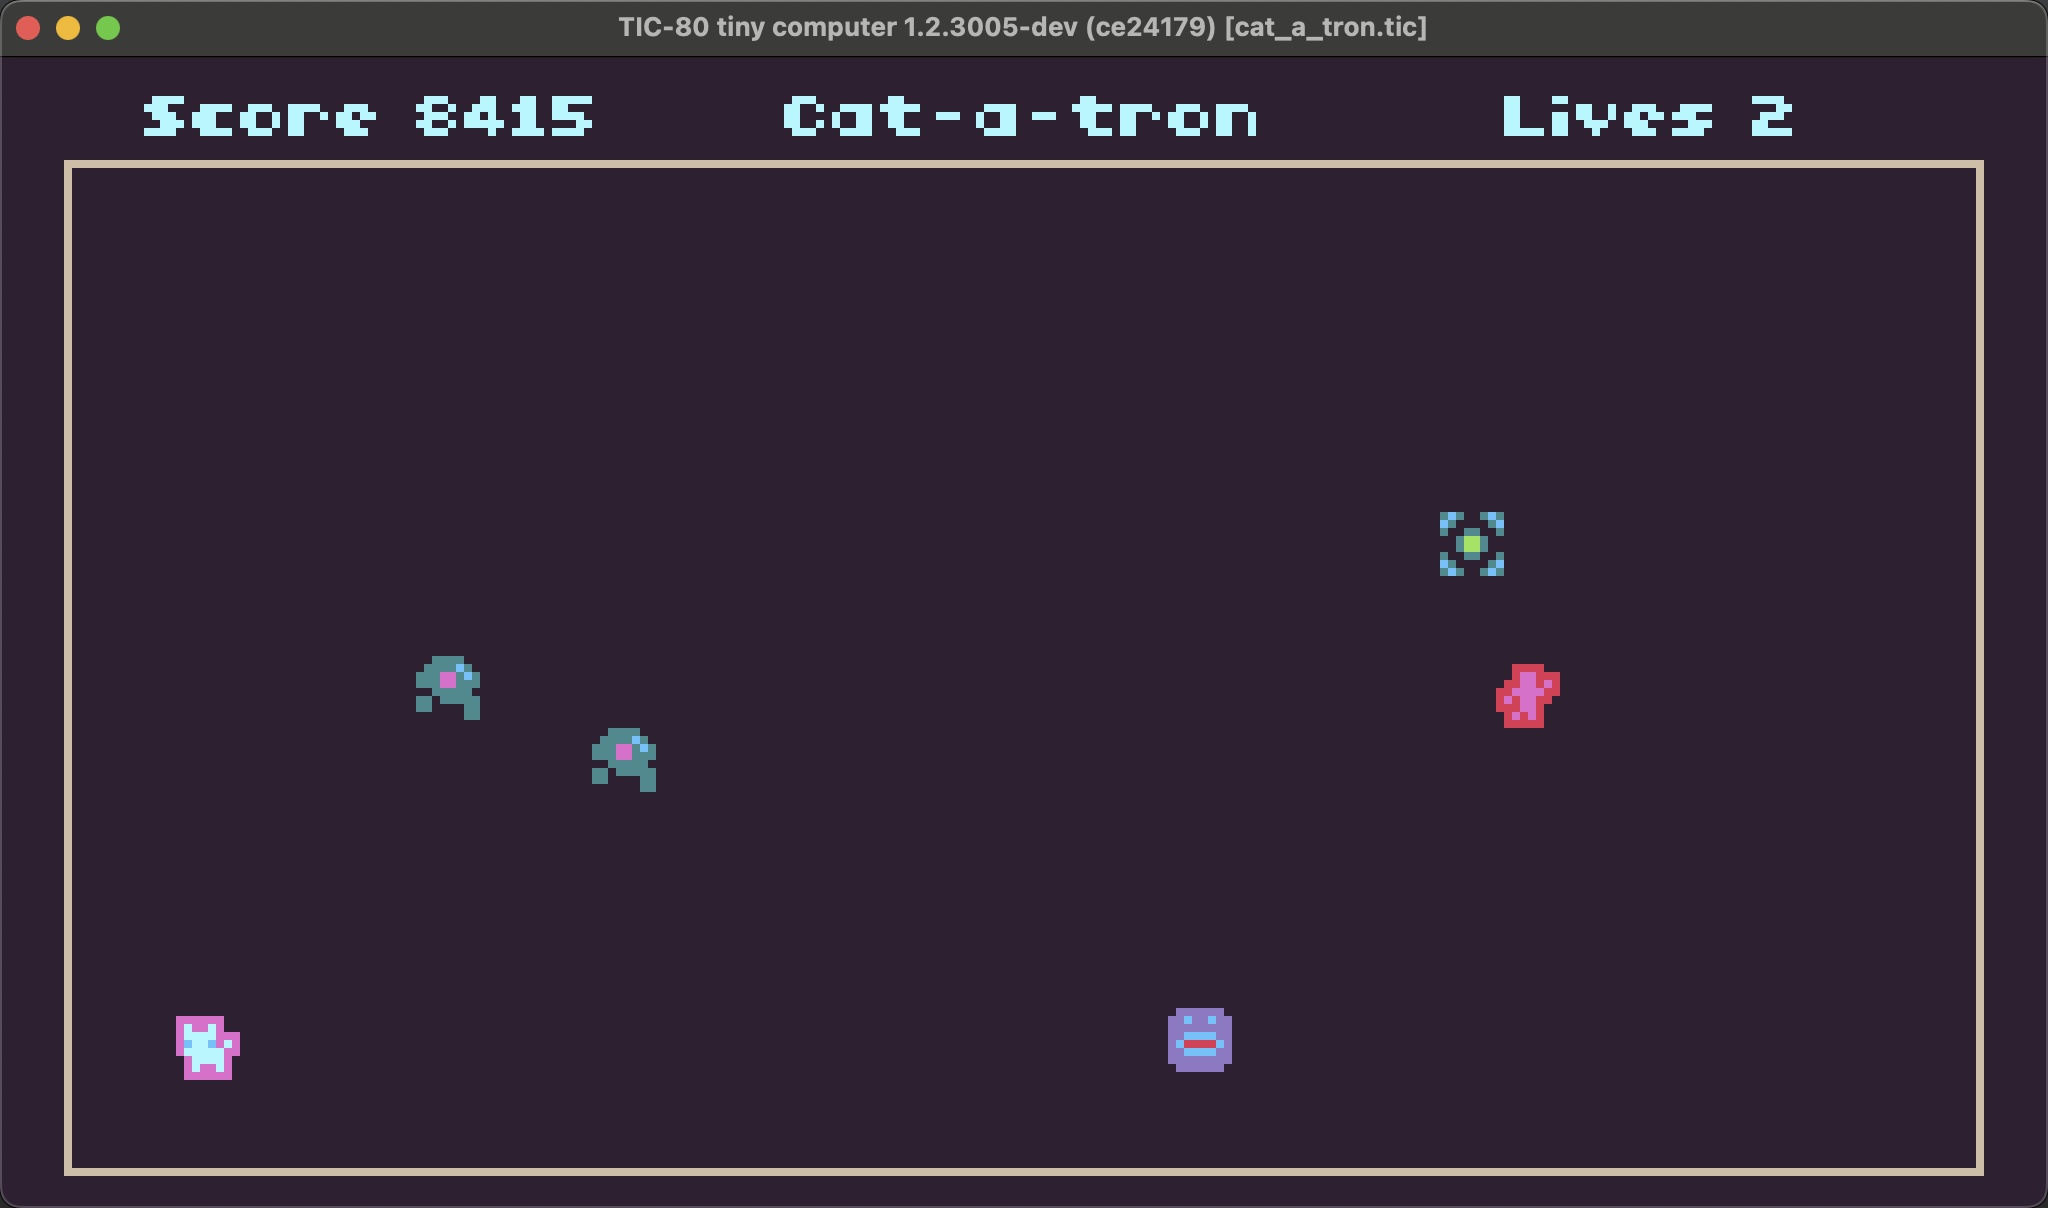 TIC-80 tiny computer 1.2.3005-dev (ce24179) [cat_a_tron.tic]
Score 8415 Cat-a-tron Lives 2